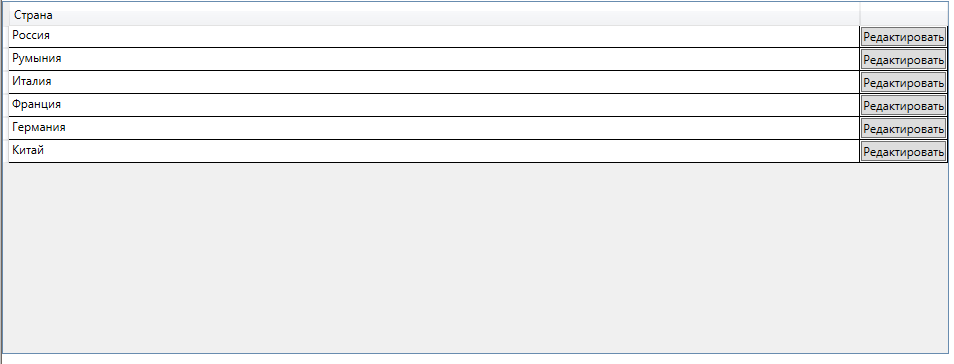 Страна
Россия Редактировать
Румыния Редактировать
Италия Редактировать
Франция Редактировать
Германия Редактировать
Китай Редактировать